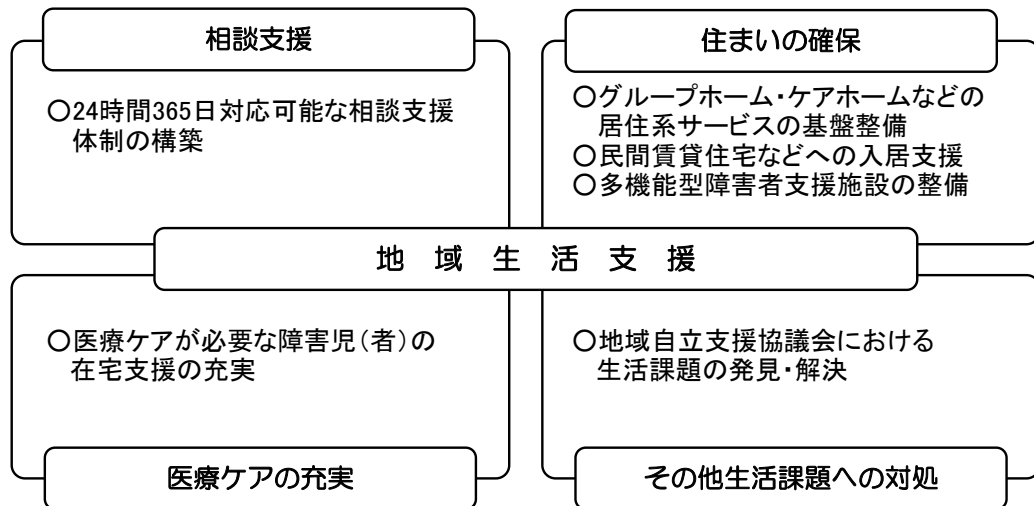 相談支援
○24時間365日対応可能な相談支援
体制の構築
住まいの確保
○グループホーム・ケアホームなどの
居住系サービスの基盤整備
○民間賃貸住宅などへの入居支援
○多機能型障害者支援施設の整備
地域生活支援
○医療ケアが必要な障害児（者）の
在宅支援の充実
医療ケアの充実
○地域自立支援協議会における
生活課題の発見・解決
その他生活課題への対処